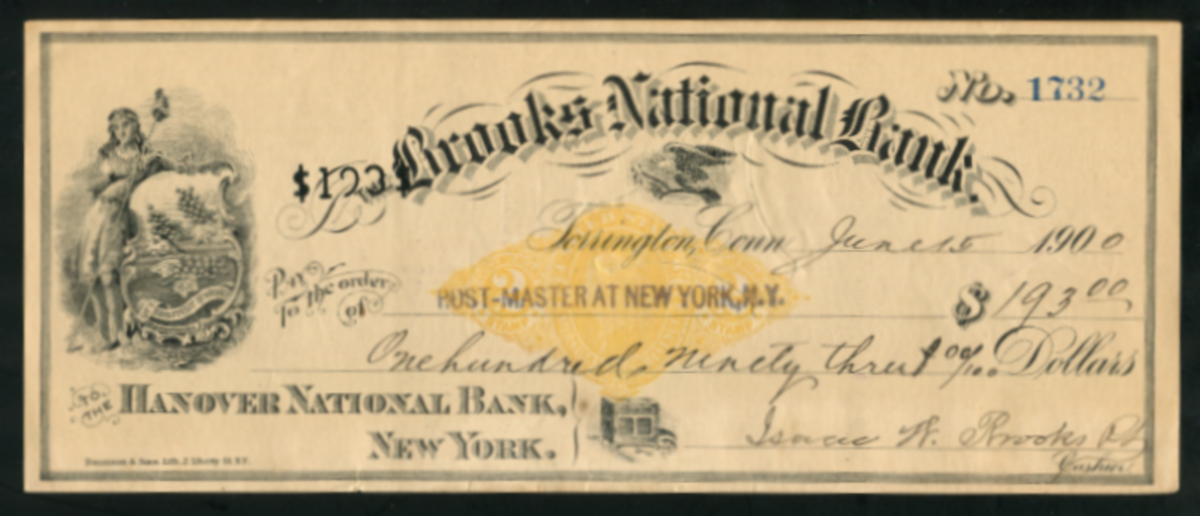 No. 1732
Brooks National Bank.
$193
Torrington, Conn June 15 1900
Pay to the order of POST-MASTER AT NEW YORK, N.Y. $193.00
One hundred ninety three & 00/100 Dollars
TO THE HANOVER NATIONAL BANK,
NEW YORK.
Isaac W. Brooks
Cashier